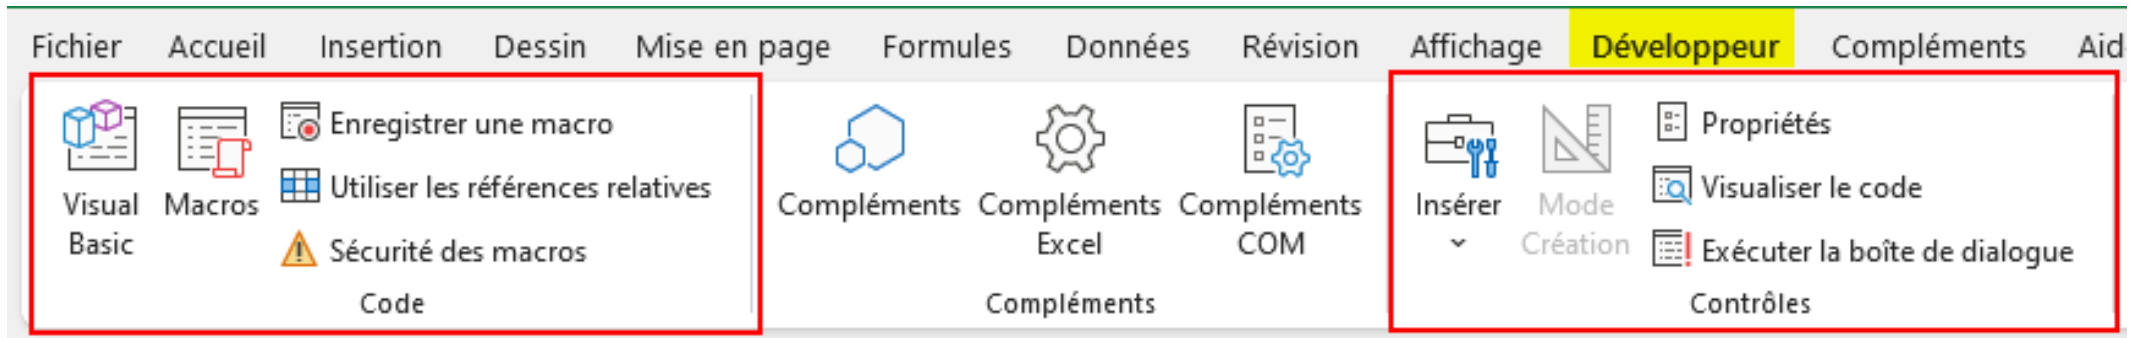 Fichier Accueil Insertion Dessin Mise en page Formules Données Révision Affichage Développeur Compléments Aid
Visual
Basic
Macros
Enregistrer une macro
Utiliser les références relatives
Sécurité des macros
Code
Compléments
Compléments
Excel
Compléments
COM
Compléments
Insérer
Mode
Création
Propriétés
Visualiser le code
Exécuter la boîte de dialogue
Contrôles